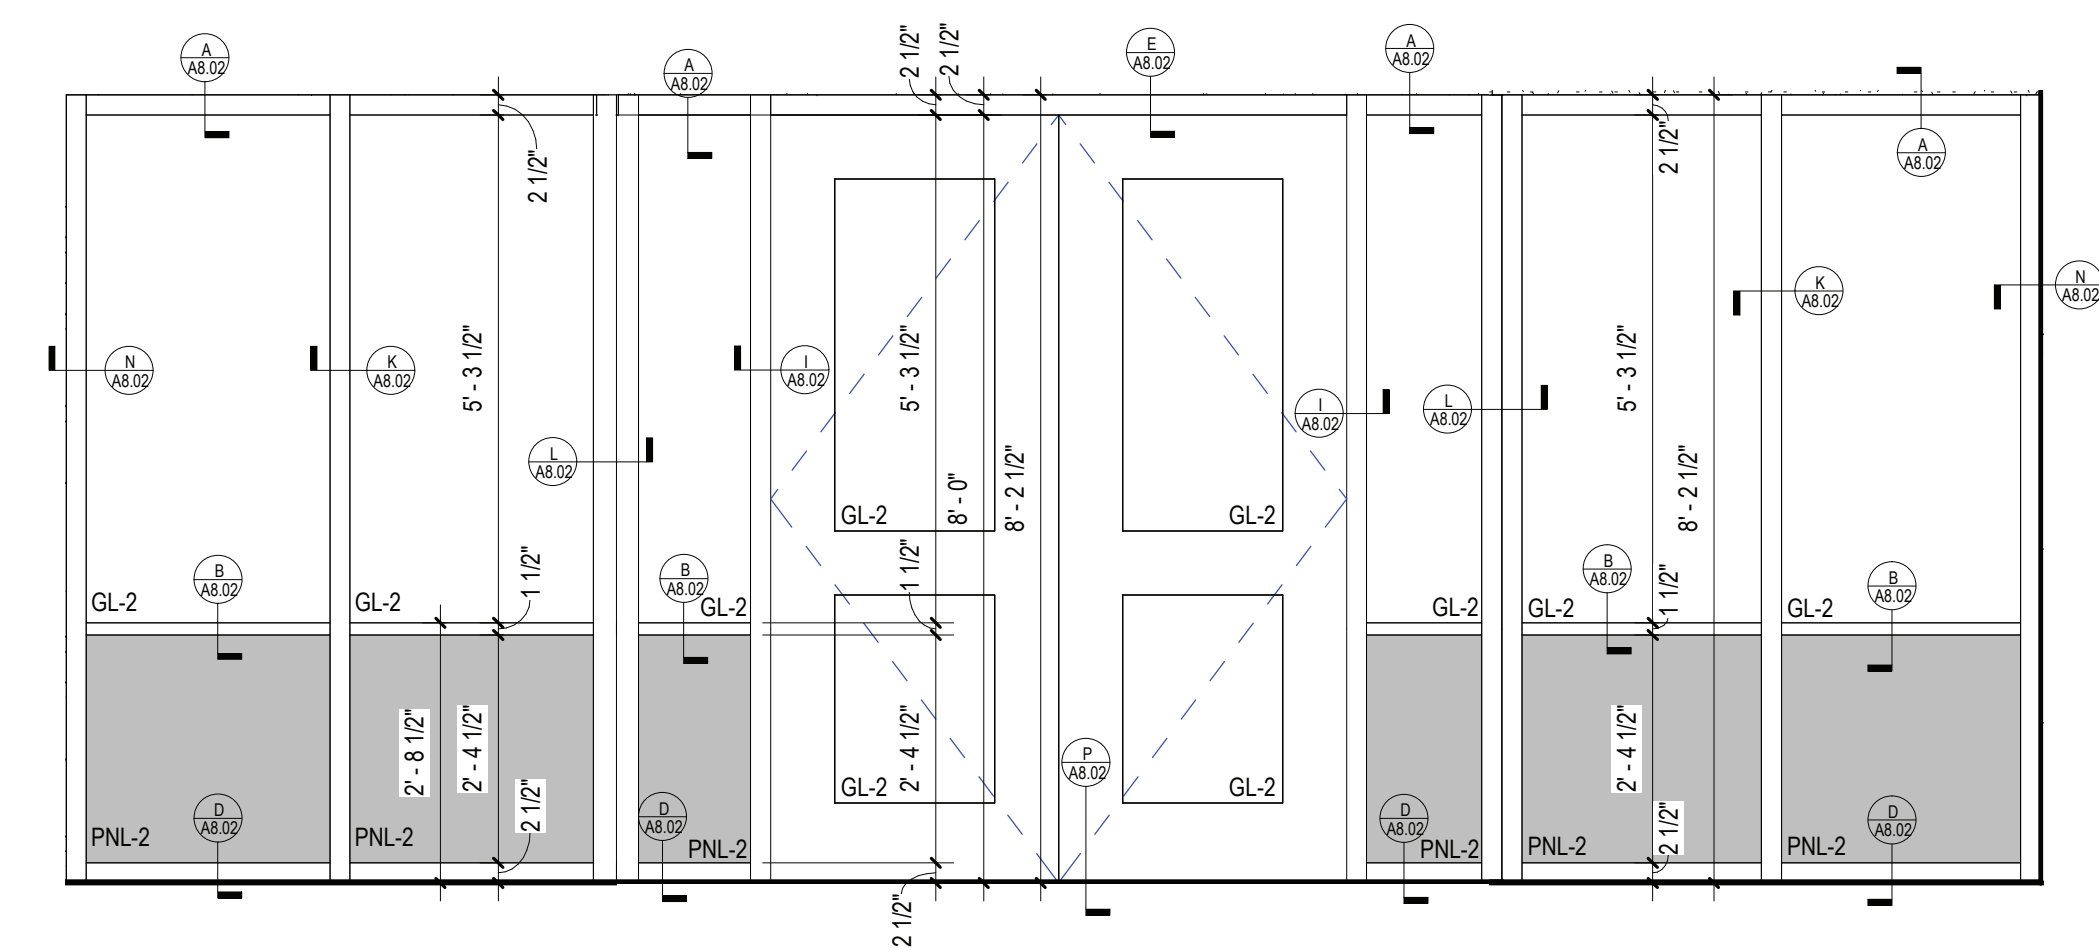 A
A8.02
A
A8.02
2 1/2"
2 1/2"
E
A8.02
A
A8.02
A
A8.02
2 1/2"
2 1/2"
N
A8.02
K
A8.02
5' - 3 1/2"
L
A8.02
I
A8.02
5' - 3 1/2"
8' - 0"
8' - 2 1/2"
I
A8.02
L
A8.02
5' - 3 1/2"
8' - 2 1/2"
K
A8.02
N
A8.02
GL-2
GL-2
B
A8.02
GL-2
GL-2
1 1/2"
B
A8.02
GL-2
1 1/2"
GL-2
B
A8.02
GL-2
1 1/2"
GL-2
B
A8.02
2' - 8 1/2"
2' - 4 1/2"
2' - 4 1/2"
2' - 4 1/2"
P
A8.02
GL-2
GL-2
D
A8.02
PNL-2
PNL-2
2 1/2"
D
A8.02
PNL-2
2 1/2"
D
A8.02
PNL-2
PNL-2
2 1/2"
PNL-2
D
A8.02